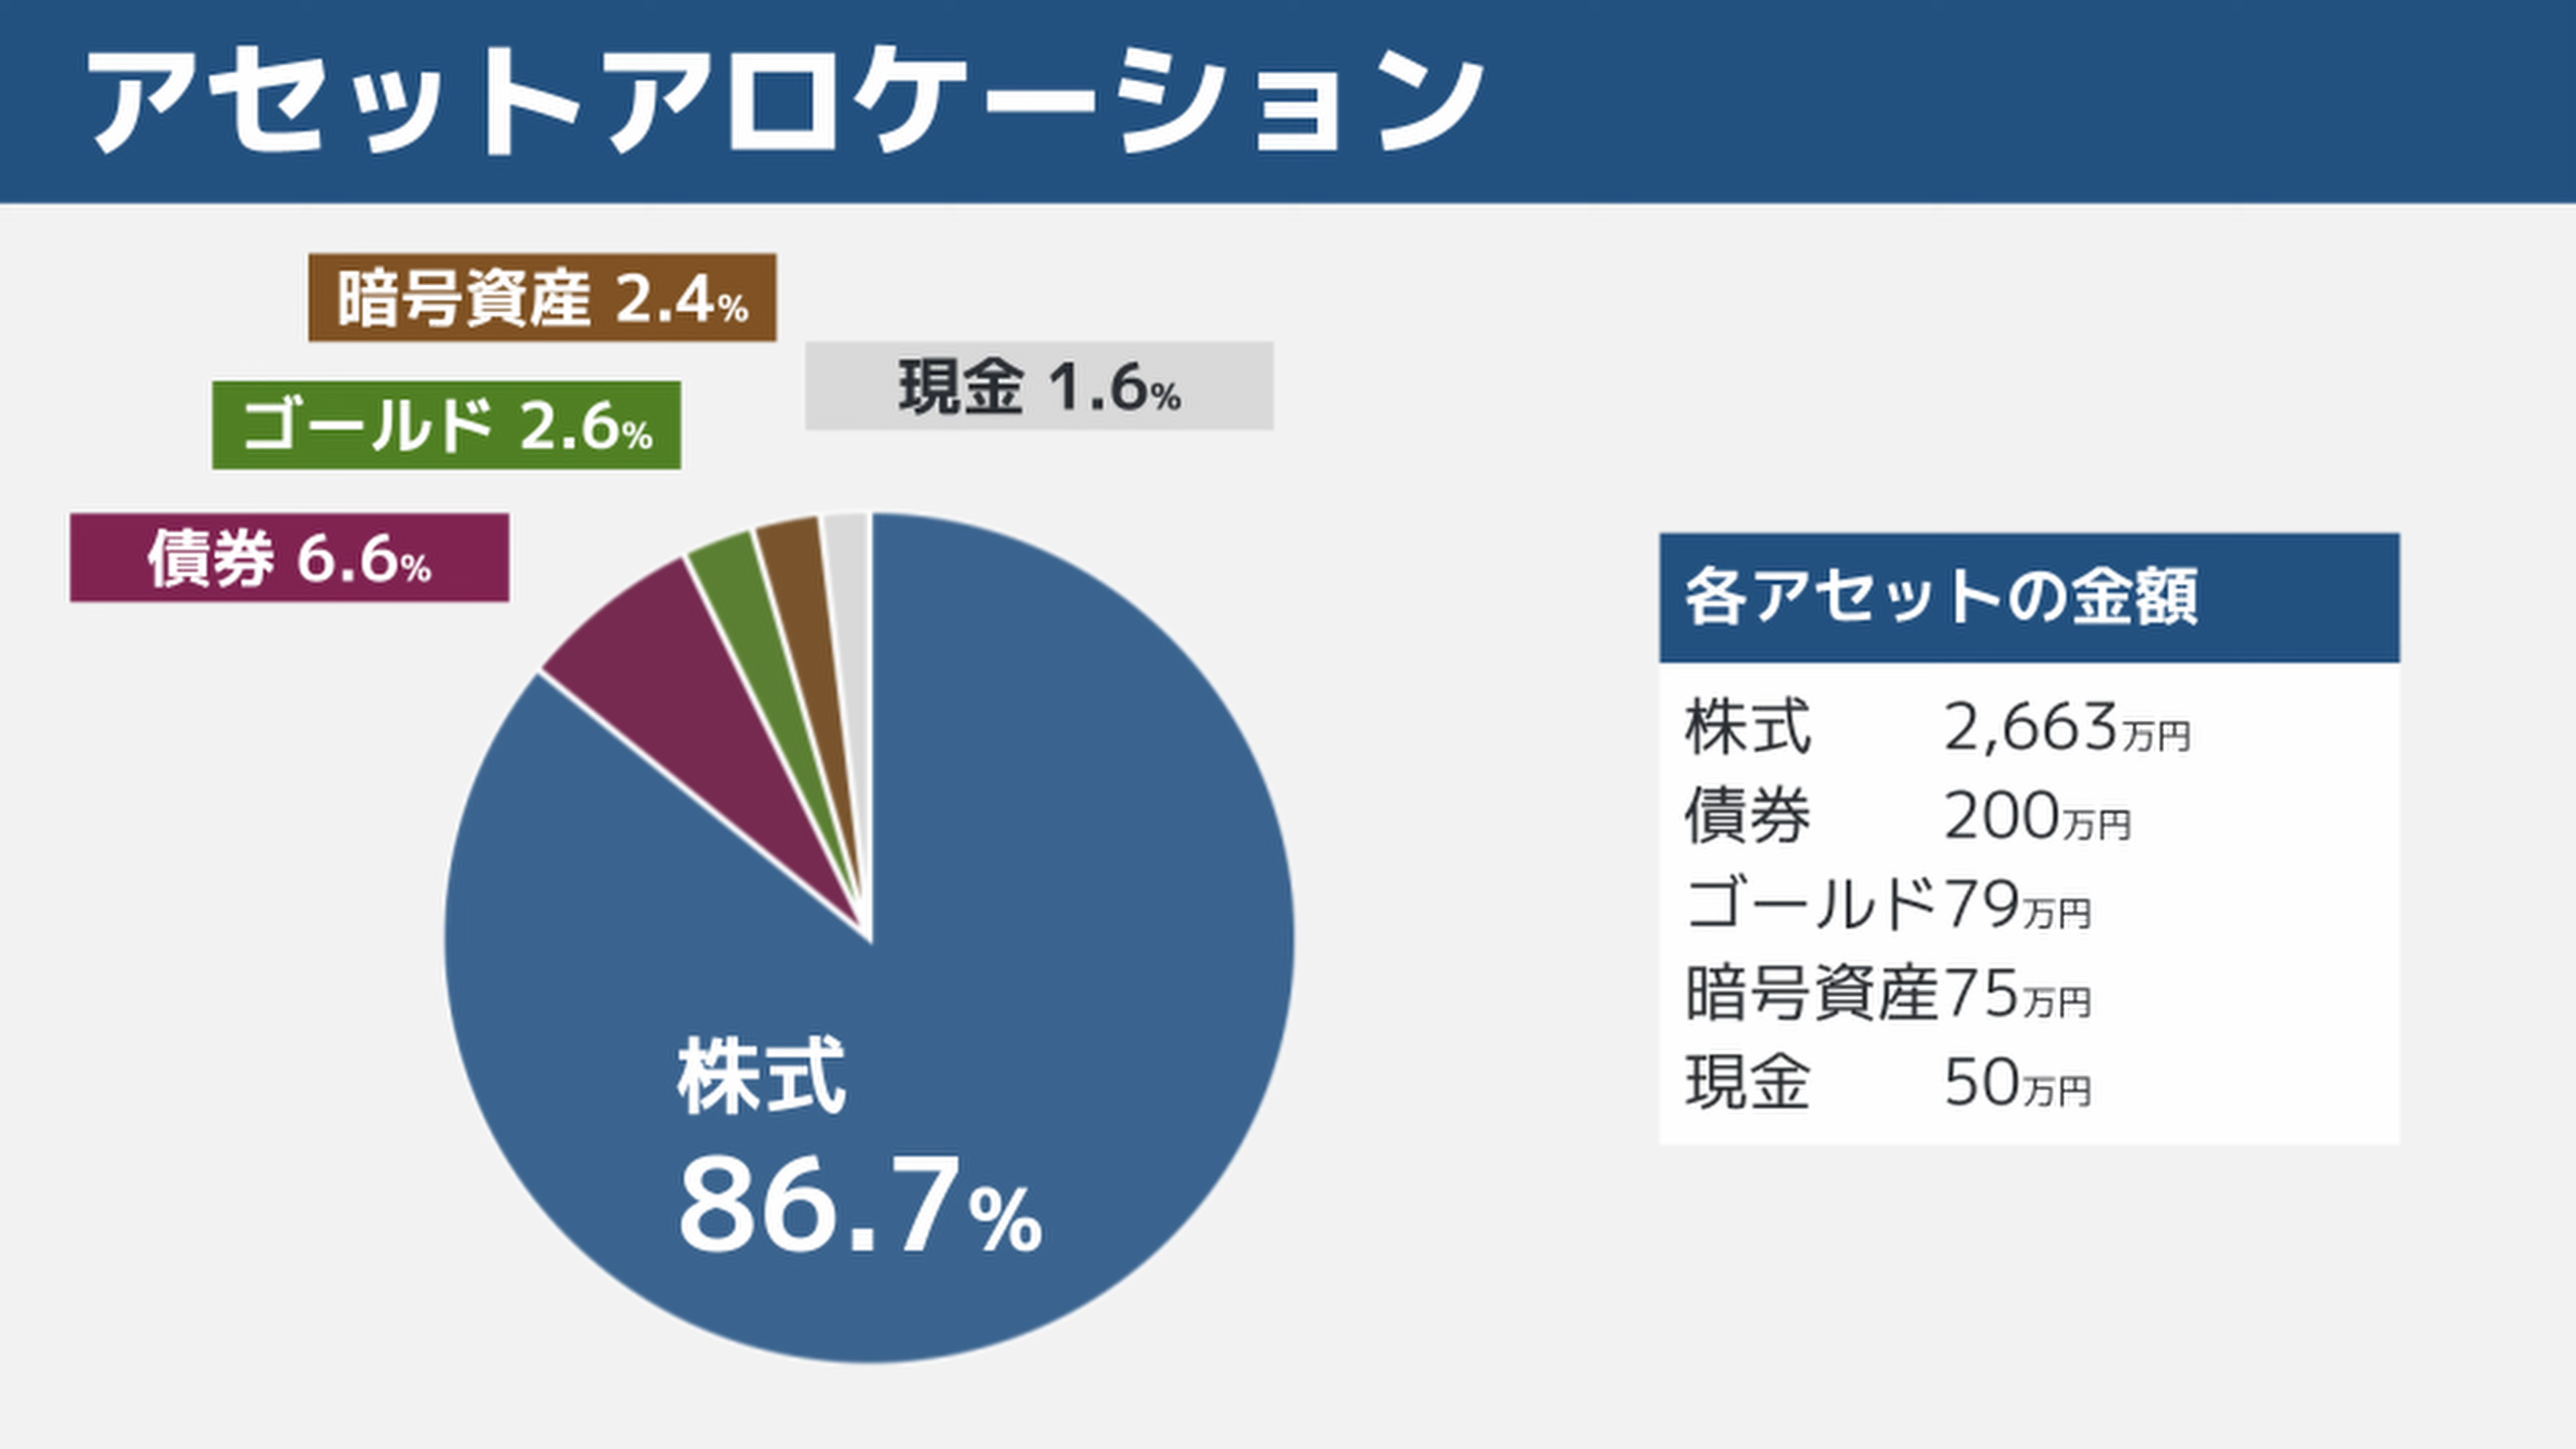 アセットアロケーション
暗号資産 2.4%
現金 1.6%
ゴールド 2.6%
債券 6.6%
株式
86.7%
各アセットの金額
株式 2,663万円
債券 200万円
ゴールド 79万円
暗号資産 75万円
現金 50万円